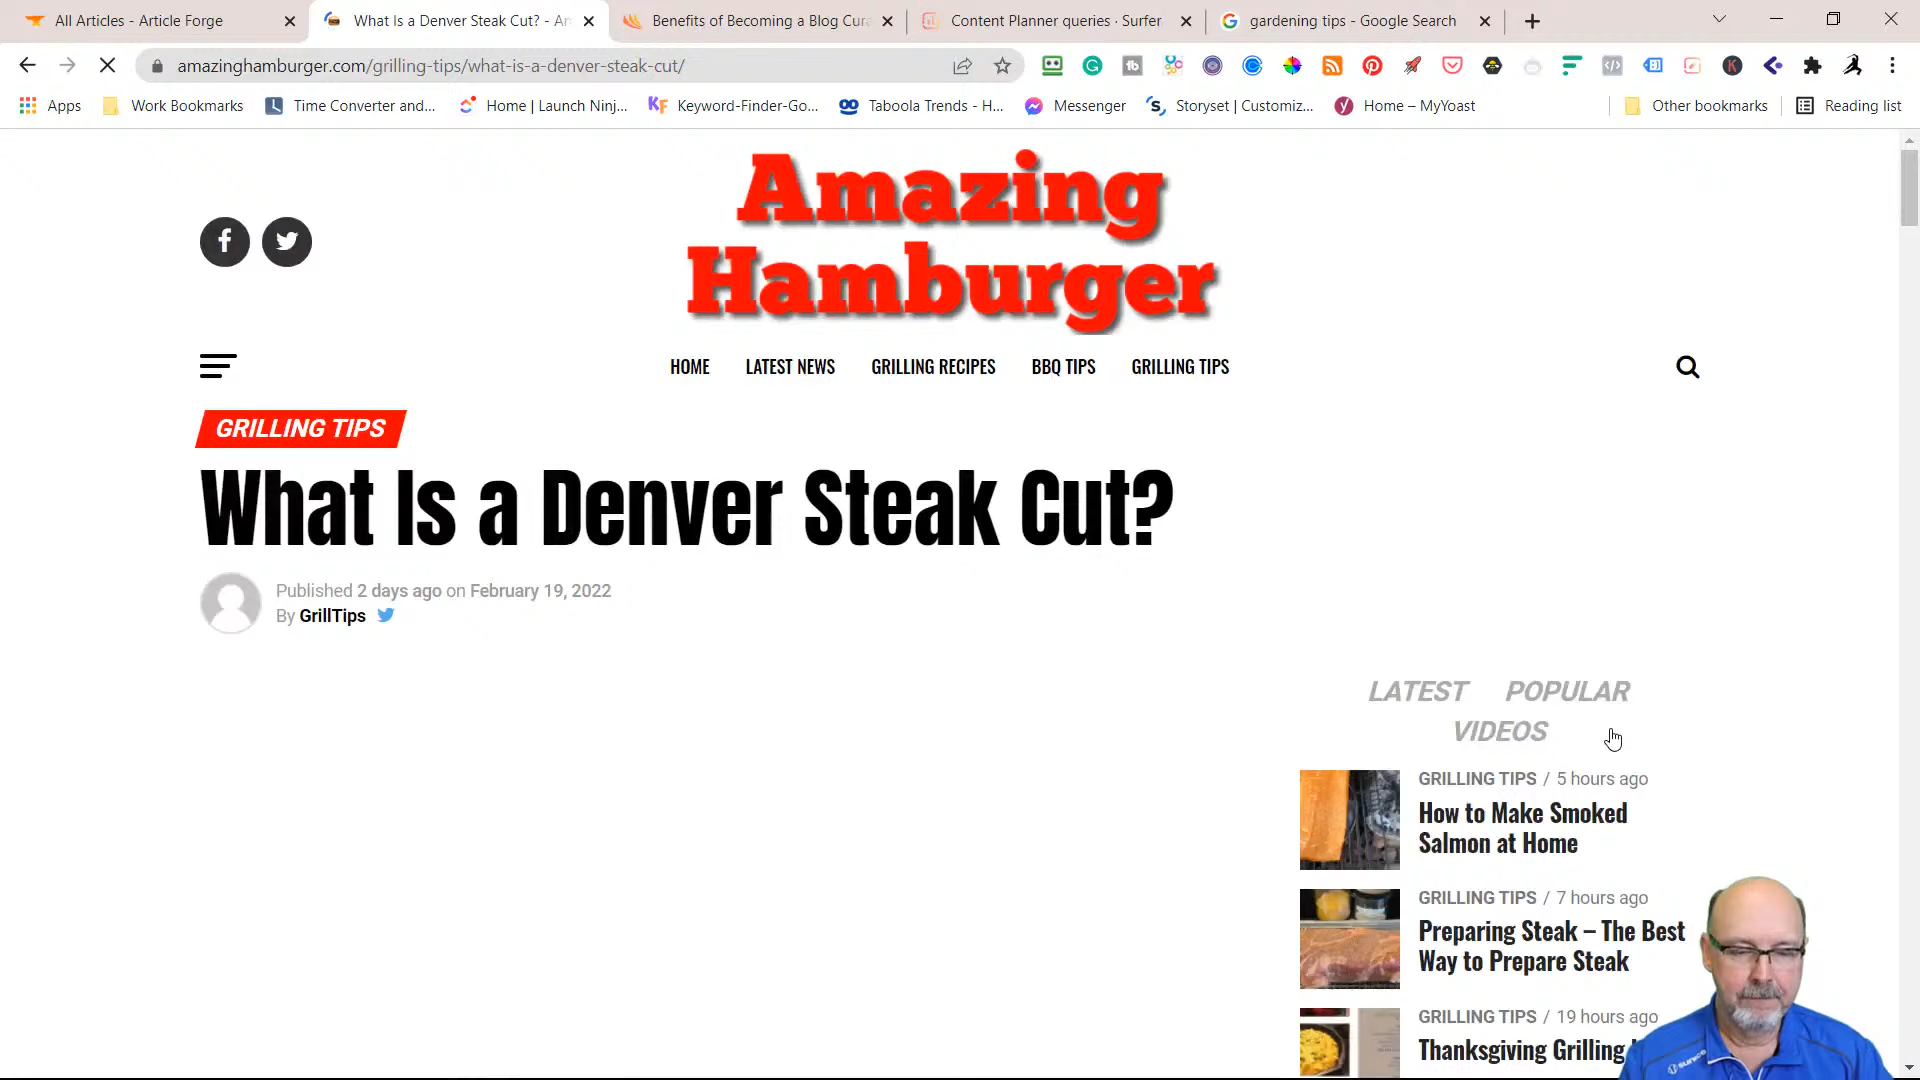 All Articles - Article Forge
What Is a Denver Steak Cut? - An
Benefits of Becoming a Blog Cura
Content Planner queries · Surfer
gardening tips - Google Search
amazinghamburger.com/grilling-tips/what-is-a-denver-steak-cut/
Apps
Work Bookmarks
Time Converter and...
Home | Launch Ninj...
Keyword-Finder-Go...
Taboola Trends - H...
Messenger
Storyset | Customiz...
Home – MyYoast
Other bookmarks
Reading list
Amazing
Hamburger
HOME
LATEST NEWS
GRILLING RECIPES
BBQ TIPS
GRILLING TIPS
GRILLING TIPS
What Is a Denver Steak Cut?
Published 2 days ago on February 19, 2022
By GrillTips
LATEST
POPULAR
VIDEOS
GRILLING TIPS / 5 hours ago
How to Make Smoked
Salmon at Home
GRILLING TIPS / 7 hours ago
Preparing Steak – The Best
Way to Prepare Steak
GRILLING TIPS / 19 hours ago
Thanksgiving Grilling